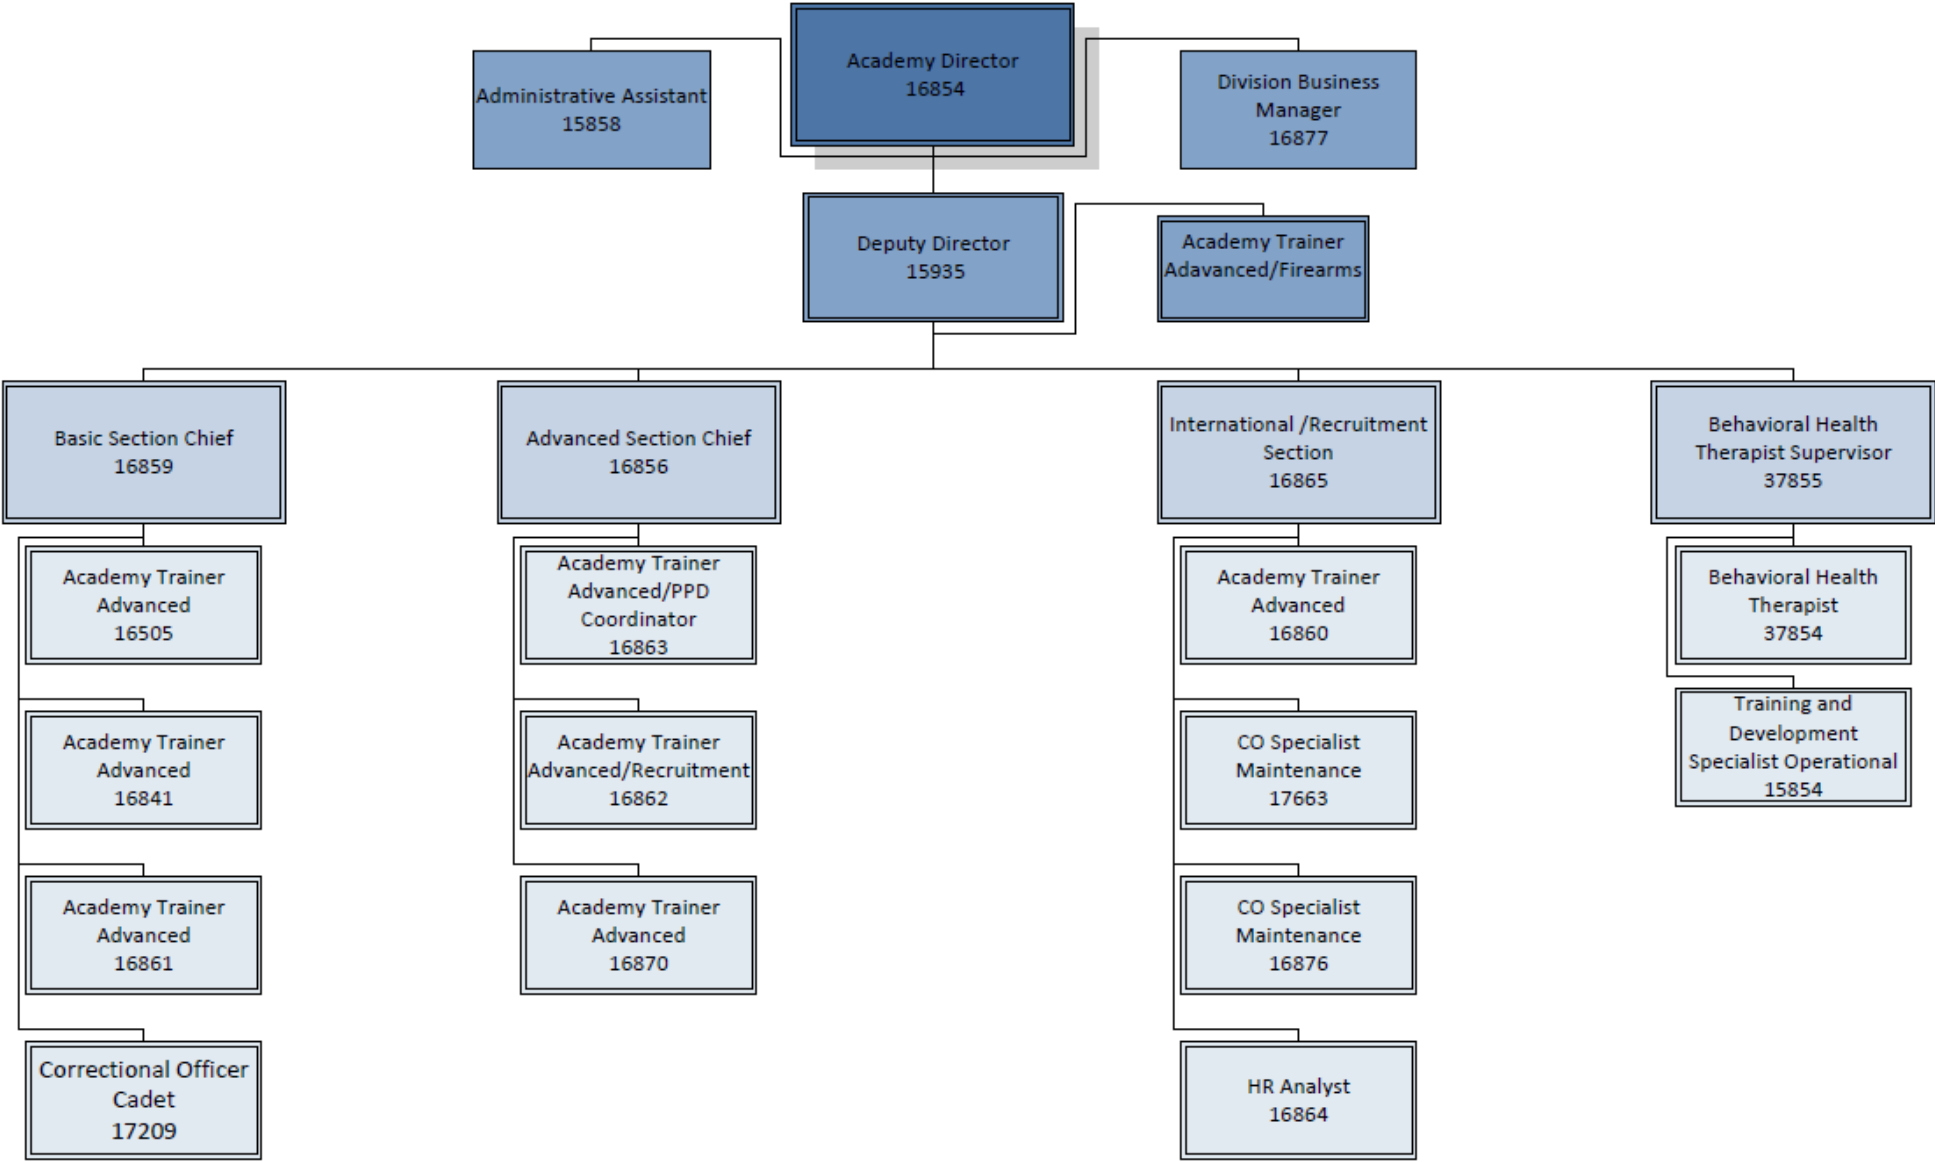 Academy Director
16854
Administrative Assistant
15858
Division Business
Manager
16877
Deputy Director
15935
Academy Trainer
Adavanced/Firearms
Basic Section Chief
16859
Advanced Section Chief
16856
International /Recruitment
Section
16865
Behavioral Health
Therapist Supervisor
37855
Academy Trainer
Advanced
16505
Academy Trainer
Advanced/PPD
Coordinator
16863
Academy Trainer
Advanced
16860
Behavioral Health
Therapist
37854
Academy Trainer
Advanced
16841
Academy Trainer
Advanced/Recruitment
16862
CO Specialist
Maintenance
17663
Training and
Development
Specialist Operational
15854
Academy Trainer
Advanced
16861
Academy Trainer
Advanced
16870
CO Specialist
Maintenance
16876
Correctional Officer
Cadet
17209
HR Analyst
16864